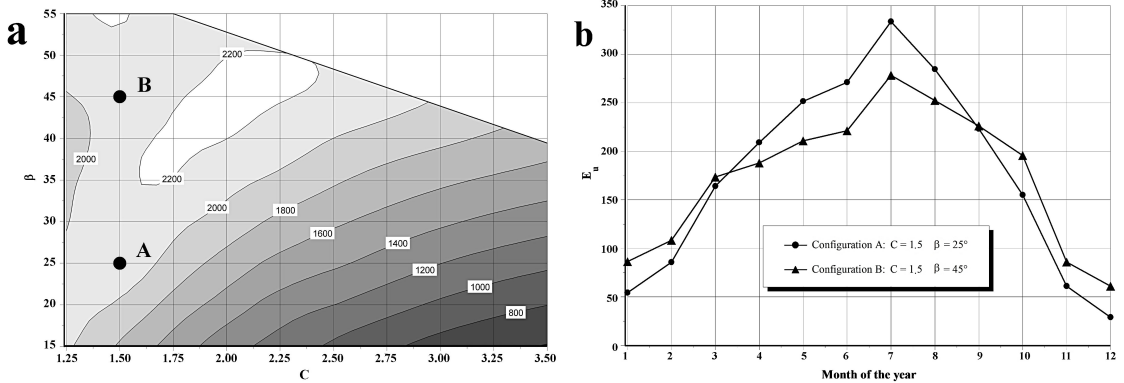 a
55
50
45
40
35
30
25
20
15
β
1.25 1.50 1.75 2.00 2.25 2.50 2.75 3.00 3.25 3.50
C
B
A
2200
2000
2200
2000
1800
1600
1400
1200
1000
800
b
350
300
250
200
150
100
50
0
E u
1 2 3 4 5 6 7 8 9 10 11 12
Month of the year
Configuration A: C = 1,5 β = 25°
Configuration B: C = 1,5 β = 45°